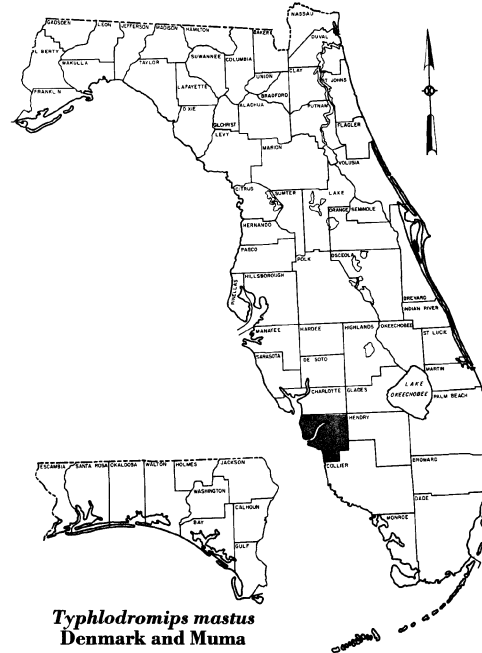 NASSAU
GADSDEN
LEON
JEFFERSON
MADISON
HAMILTON
BAKER
DUVAL
LIBERTY
WAKULLA
TAYLOR
SUWANNEE
COLUMBIA
UNION
CLAY
ST JOHNS
FRANKLIN
LAFAYETTE
BRADFORD
DIXIE
GILCHRIST
ALACHUA
PUTNAM
FLAGLER
LEVY
MARION
VOLUSIA
CITRUS
SUMTER
LAKE
ORANGE
SEMINOLE
HERNANDO
PASCO
POLK
OSCEOLA
HILLSBOROUGH
PINELLAS
BREVARD
INDIAN RIVER
MANATEE
HARDEE
HIGHLANDS
OKEECHOBEE
ST LUCIE
SARASOTA
DE SOTO
MARTIN
CHARLOTTE
GLADES
LAKE
OKEECHOBEE
PALM BEACH
HENDRY
COLLIER
BROWARD
DADE
MONROE
ESCAMBIA
SANTA ROSA
OKALOOSA
WALTON
HOLMES
JACKSON
WASHINGTON
BAY
CALHOUN
GULF
Typhlodromips mastus
Denmark and Muma